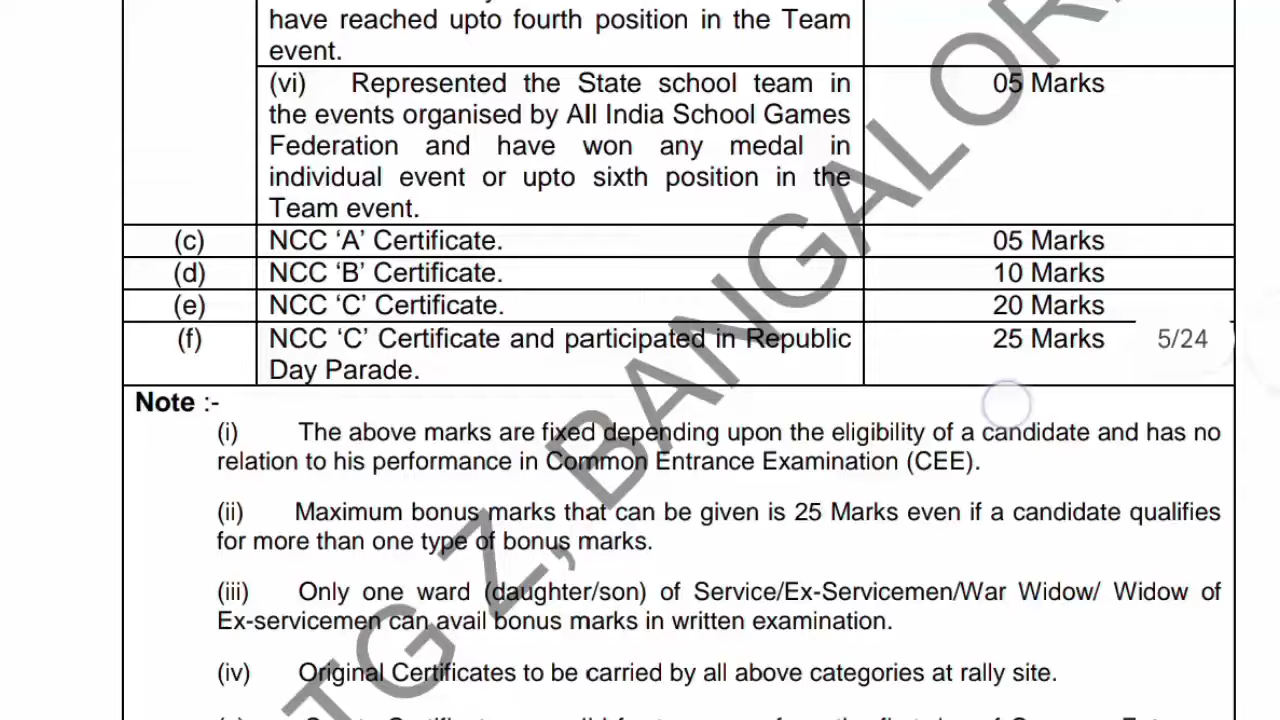 have reached upto fourth position in the Team
event.
(vi) Represented the State school team in
the events organised by All India School Games
Federation and have won any medal in
individual event or upto sixth position in the
Team event.
05 Marks
(c) NCC ‘A’ Certificate. 05 Marks
(d) NCC ‘B’ Certificate. 10 Marks
(e) NCC ‘C’ Certificate. 20 Marks
(f) NCC ‘C’ Certificate and participated in Republic
Day Parade.
25 Marks
5/24
Note :-
(i) The above marks are fixed depending upon the eligibility of a candidate and has no
relation to his performance in Common Entrance Examination (CEE).
(ii) Maximum bonus marks that can be given is 25 Marks even if a candidate qualifies
for more than one type of bonus marks.
(iii) Only one ward (daughter/son) of Service/Ex-Servicemen/War Widow/ Widow of
Ex-servicemen can avail bonus marks in written examination.
(iv) Original Certificates to be carried by all above categories at rally site.
TG Z, BANGALOR